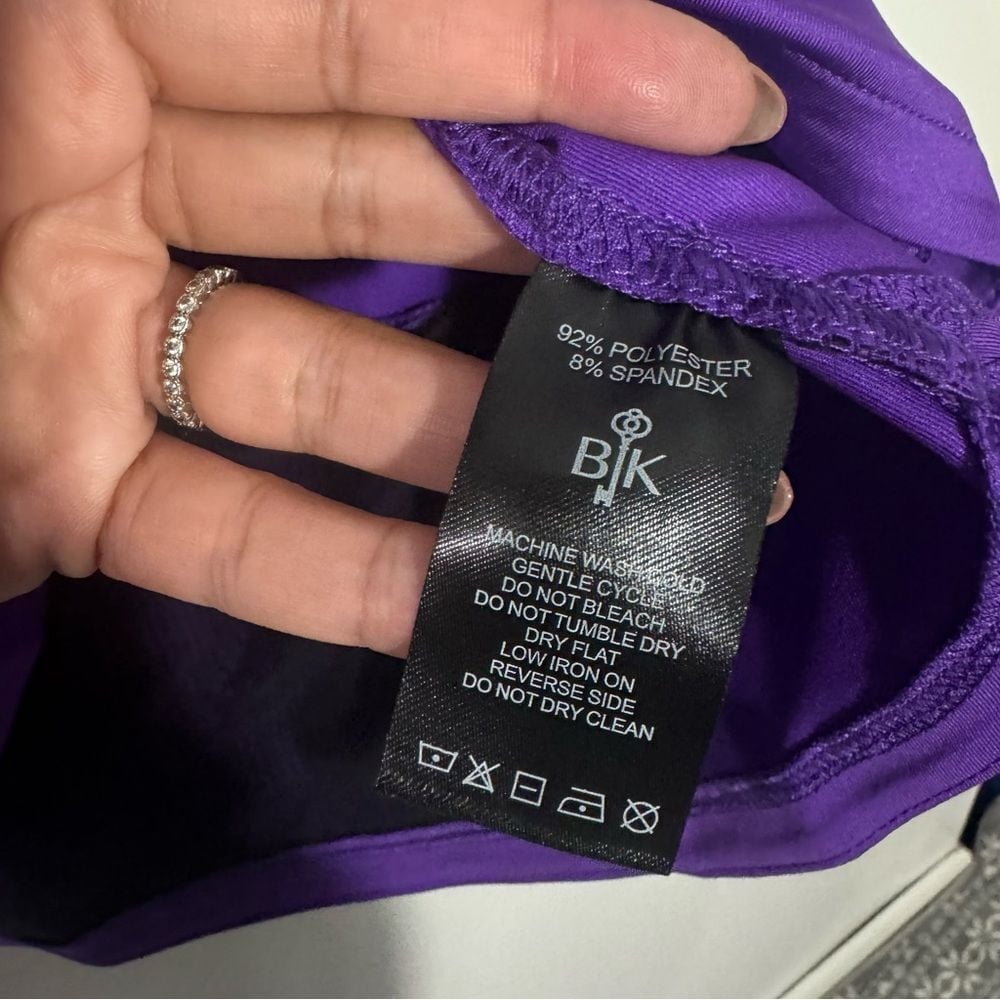 92% POLYESTER
8% SPANDEX
B K
MACHINE WASH COLD
GENTLE CYCLE
DO NOT BLEACH
DO NOT TUMBLE DRY
DRY FLAT
LOW IRON ON
REVERSE SIDE
DO NOT DRY CLEAN